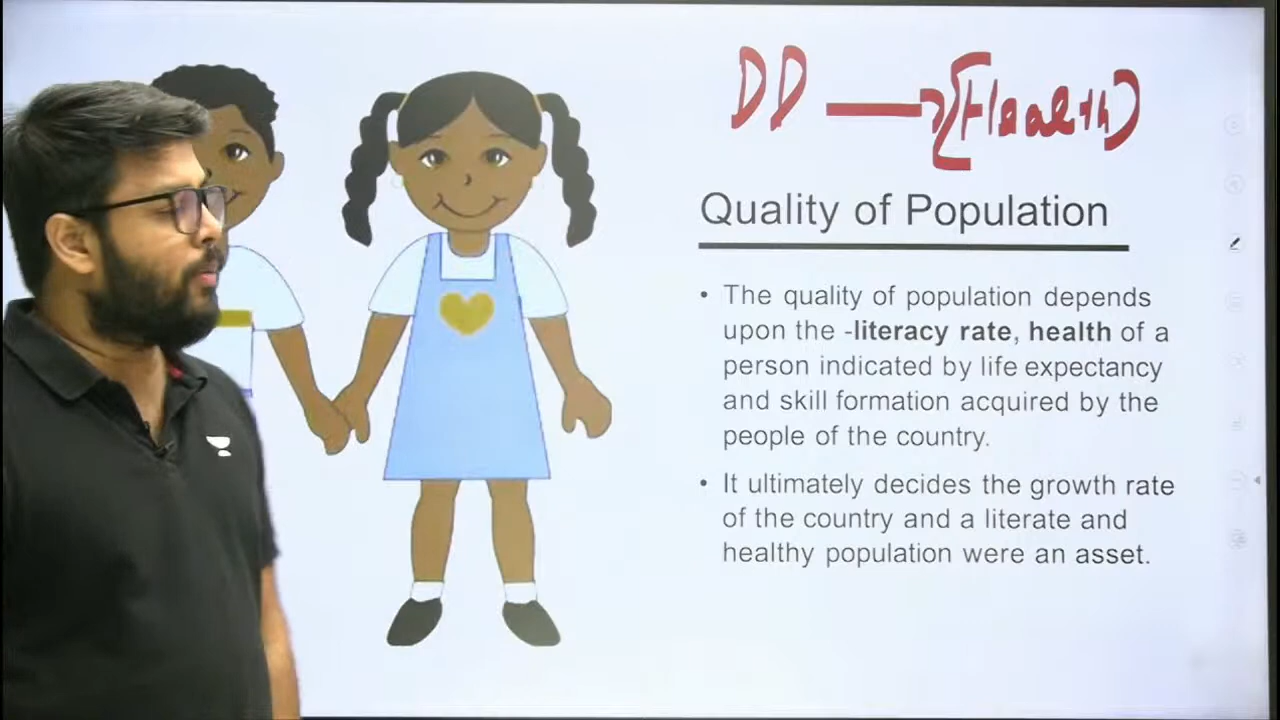 DD → {Health}
Quality of Population
• The quality of population depends
upon the -literacy rate, health of a
person indicated by life expectancy
and skill formation acquired by the
people of the country.
• It ultimately decides the growth rate
of the country and a literate and
healthy population were an asset.